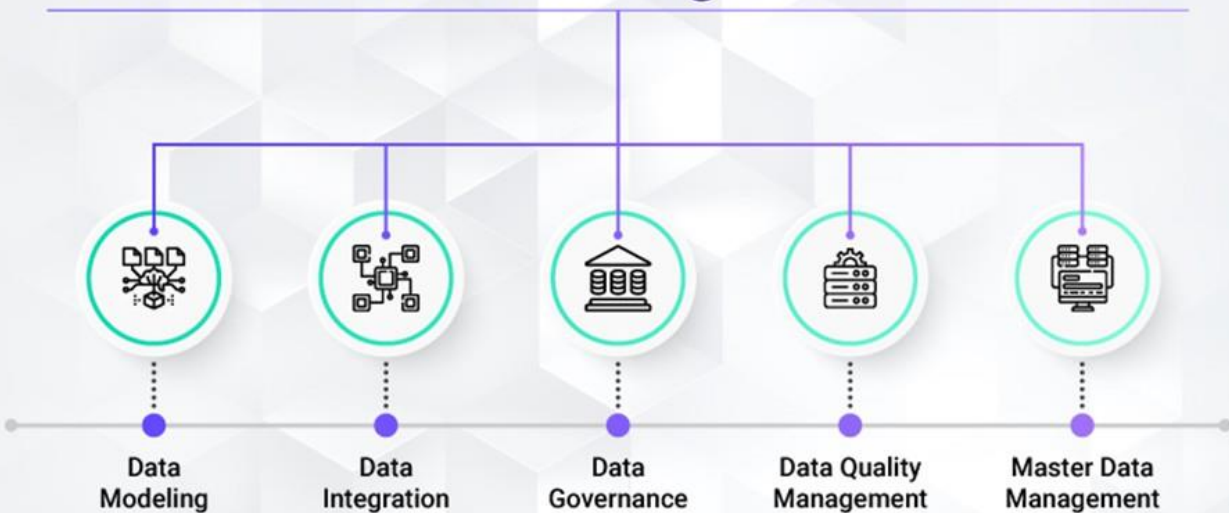 Data
Modeling
Data
Integration
Data
Governance
Data Quality
Management
Master Data
Management